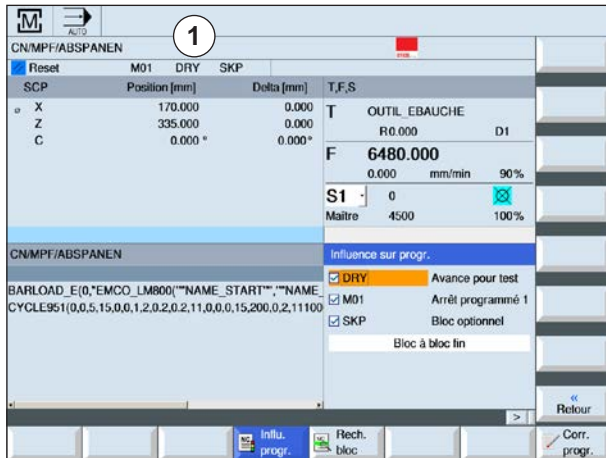 M
AUTO
1
CN/MPF/ABSPANEN
Reset M01 DRY SKP
SCP Position [mm] Delta [mm] T,F,S
X 170.000 0.000
Z 335.000 0.000
C 0.000 ° 0.000°
T OUTIL_EBAUCHE
R0.000 D1
F 6480.000
0.000 mm/min 90%
S1 0
Maître 4500 100%
CN/MPF/ABSPANEN
BARLOAD_E(0,"EMCO_LM800(""NAME_START"",""NAME_
CYCLE951(0,0,5,15,0,0,1,2,0.2,0.2,11,0,0,0,15,200,0,2,11100
Influence sur progr.
DRY Avance pour test
M01 Arrêt programmé 1
SKP Bloc optionnel
Bloc à bloc fin
>
«
Retour
NC
Influ.
progr.
NC
Rech.
bloc
Corr.
progr.